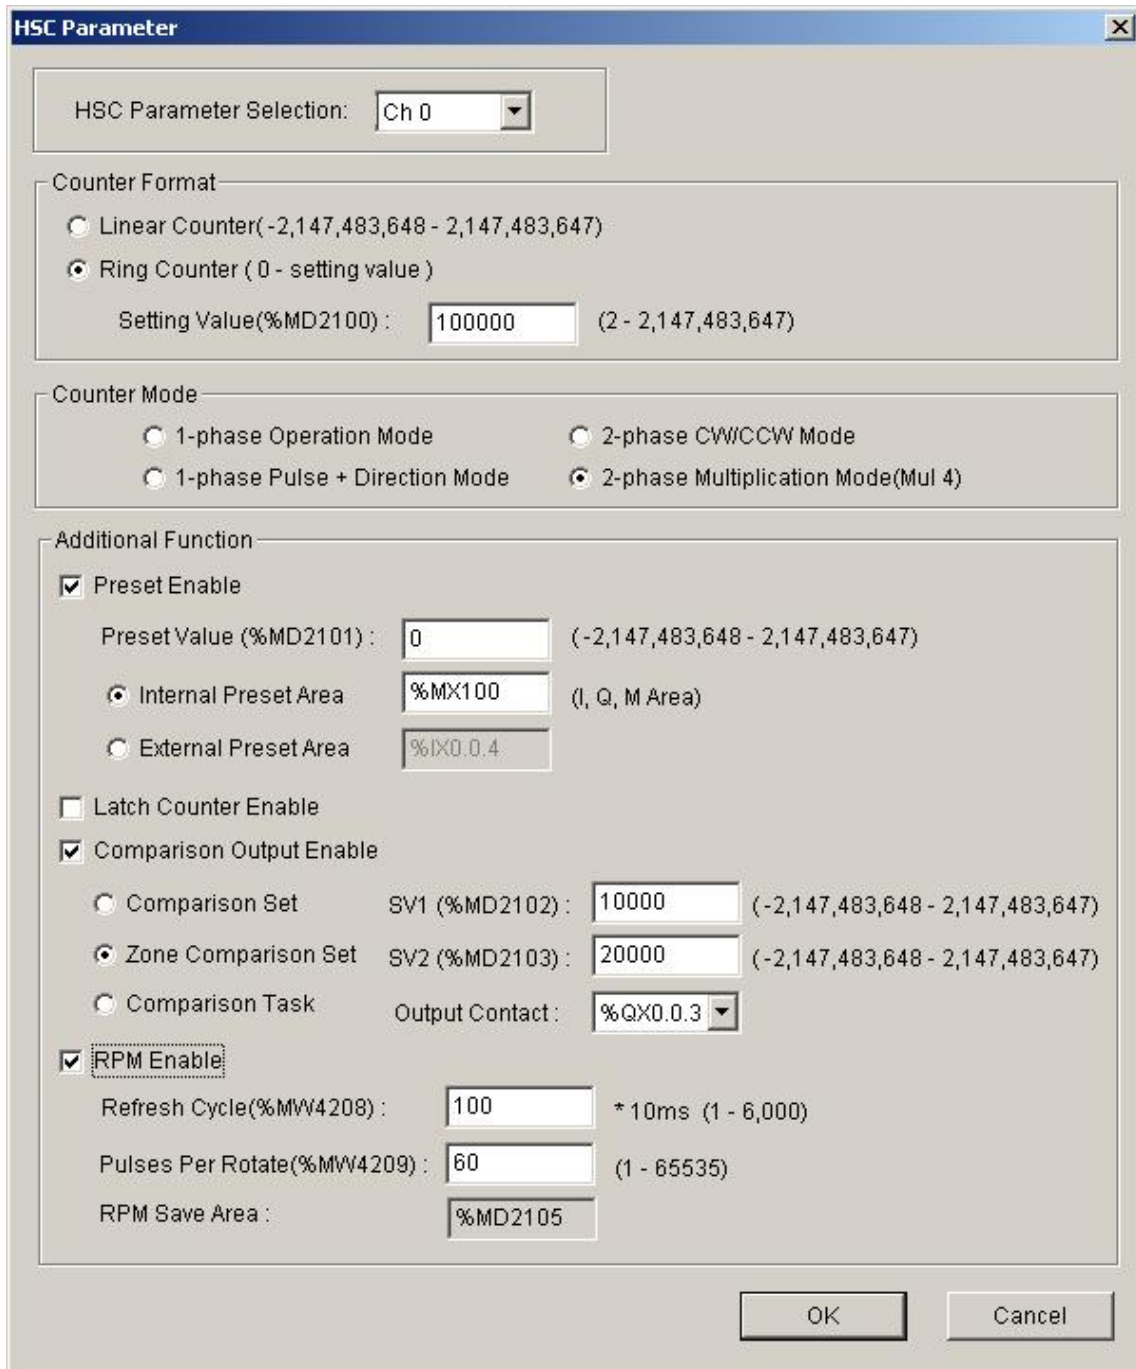 HSC Parameter
HSC Parameter Selection: Ch 0
Counter Format
Linear Counter( -2,147,483,648 - 2,147,483,647)
Ring Counter ( 0 - setting value )
Setting Value(%MD2100) : 100000 (2 - 2,147,483,647)
Counter Mode
1-phase Operation Mode 2-phase CW/CCW Mode
1-phase Pulse + Direction Mode 2-phase Multiplication Mode(Mul 4)
Additional Function
Preset Enable
Preset Value (%MD2101) : 0 (-2,147,483,648 - 2,147,483,647)
Internal Preset Area %MX100 (I, Q, M Area)
External Preset Area %IX0.0.4
Latch Counter Enable
Comparison Output Enable
Comparison Set SV1 (%MD2102) : 10000 (-2,147,483,648 - 2,147,483,647)
Zone Comparison Set SV2 (%MD2103) : 20000 (-2,147,483,648 - 2,147,483,647)
Comparison Task Output Contact : %QX0.0.3
RPM Enable
Refresh Cycle(%MW4208) : 100 * 10ms (1 - 6,000)
Pulses Per Rotate(%MW4209) : 60 (1 - 65535)
RPM Save Area : %MD2105
OK Cancel